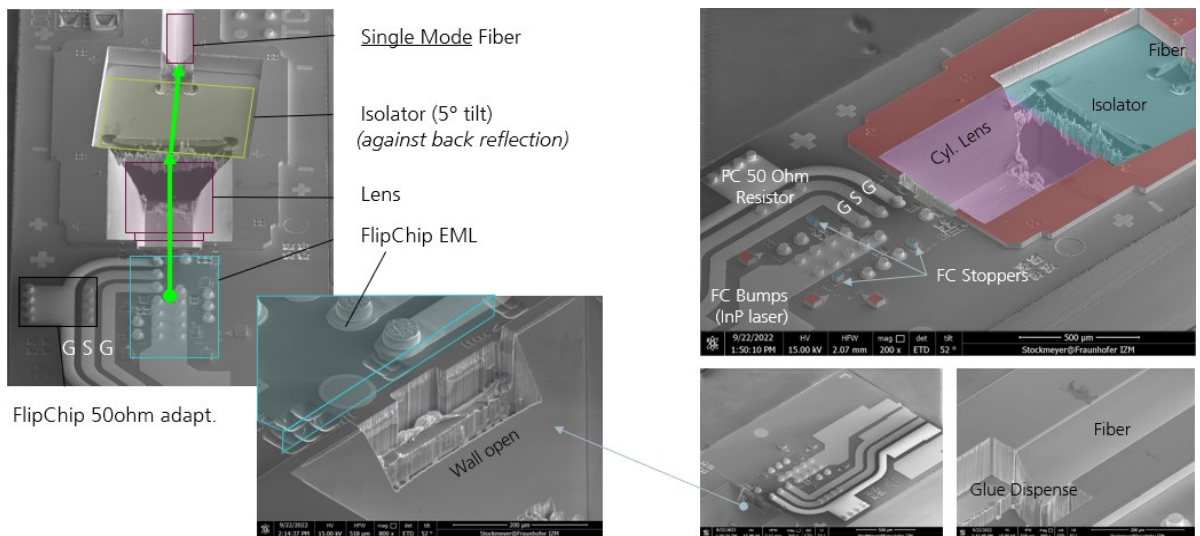 Single Mode Fiber
Isolator (5° tilt)
(against back reflection)
Lens
FlipChip EML
G S G
FlipChip 50ohm adapt.
Wall open
9/22/2022 HV HFW mag det tilt
2:14:37 PM 15.00 kV 518 µm 800 x ETD 52 °
200 µm
Fiber
Isolator
Cyl. Lens
PC 50 Ohm
Resistor
G S G
FC Stoppers
FC Bumps
(InP laser)
9/22/2022 HV HFW mag det tilt
1:50:10 PM 15.00 kV 2.07 mm 200 x ETD 52 °
500 µm
Stockmeyer@Fraunhofer IZM
Fiber
Glue Dispense